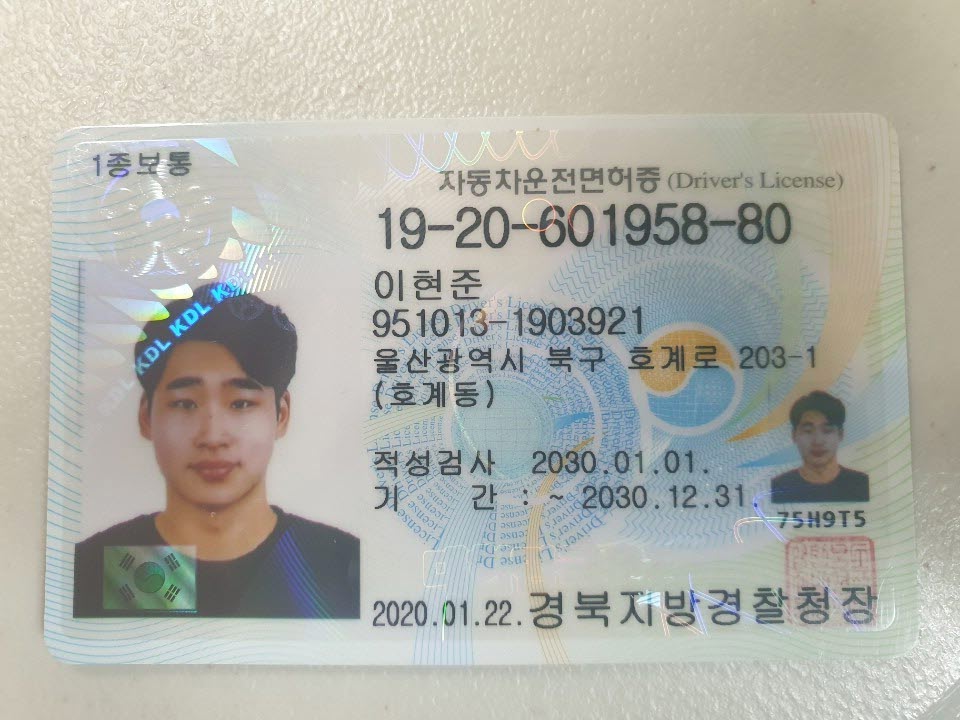 1종보통
자동차운전면허증 (Driver's License)
19-20-601958-80
이현준
951013-1903921
울산광역시 북구 호계로 203-1
(호계동)
KDL KDL KDL KDL
적성검사 2030.01.01.
기 간 : ~ 2030.12.31.
75H9T5
2020.01.22. 경북지방경찰청장